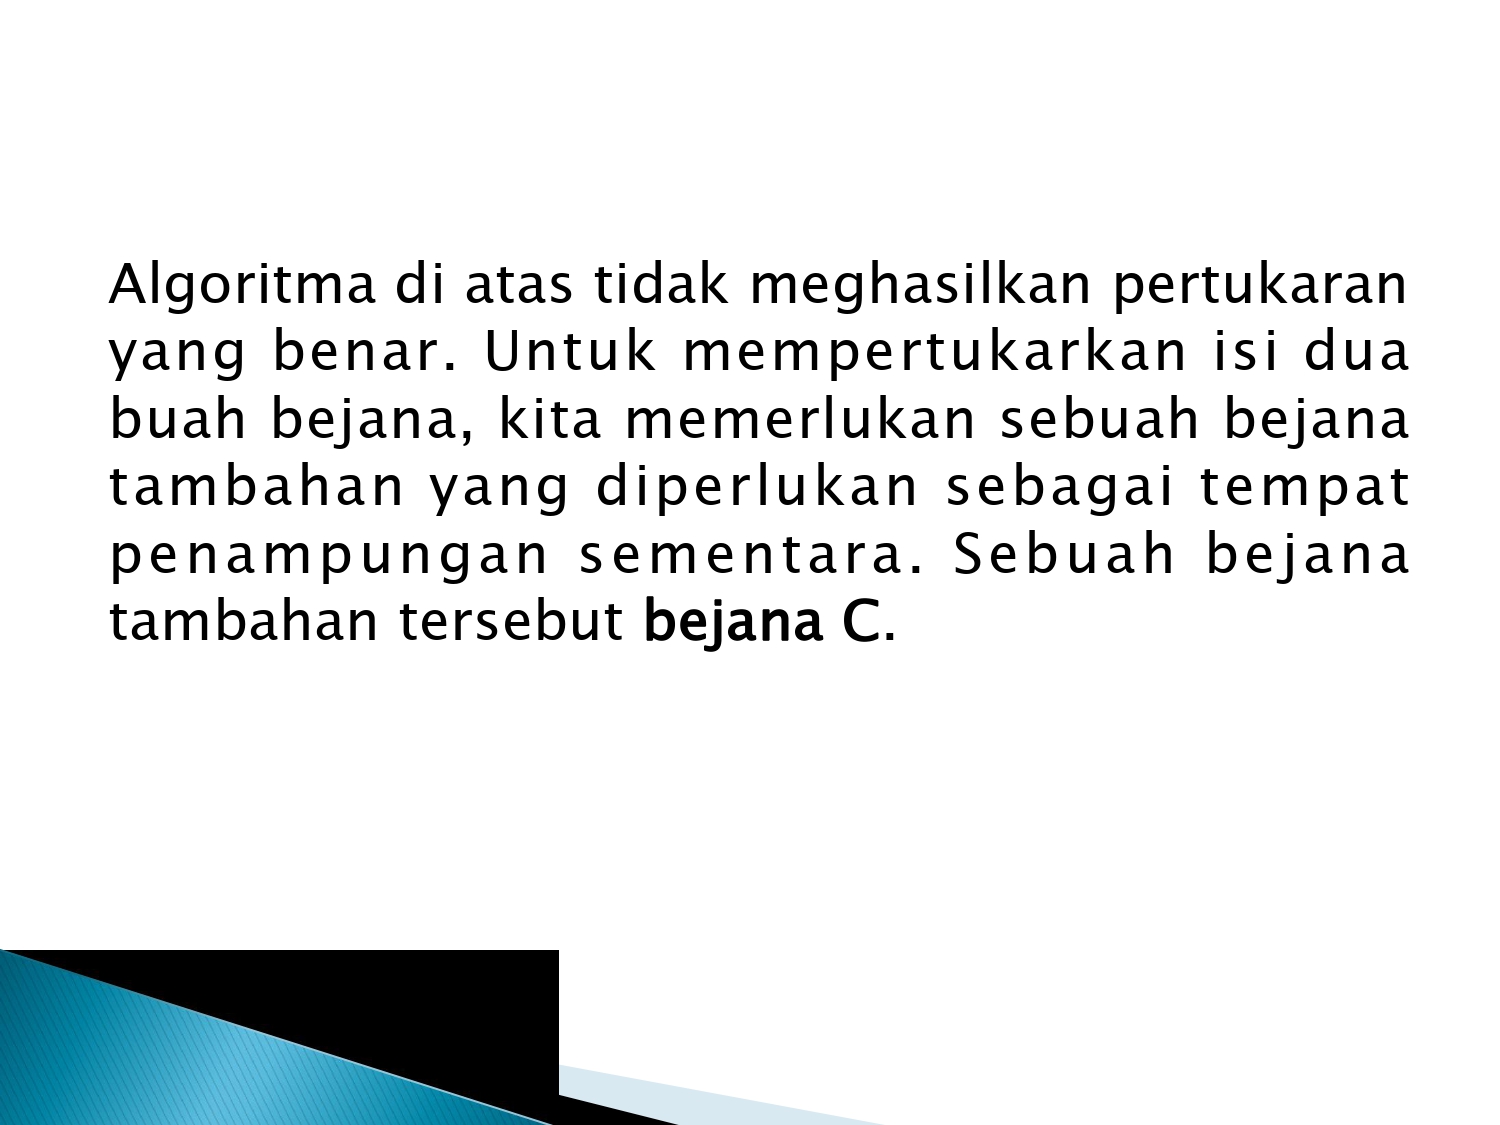 Algoritma di atas tidak meghasilkan pertukaran
yang benar. Untuk mempertukarkan isi dua
buah bejana, kita memerlukan sebuah bejana
tambahan yang diperlukan sebagai tempat
penampungan sementara. Sebuah bejana
tambahan tersebut bejana C.